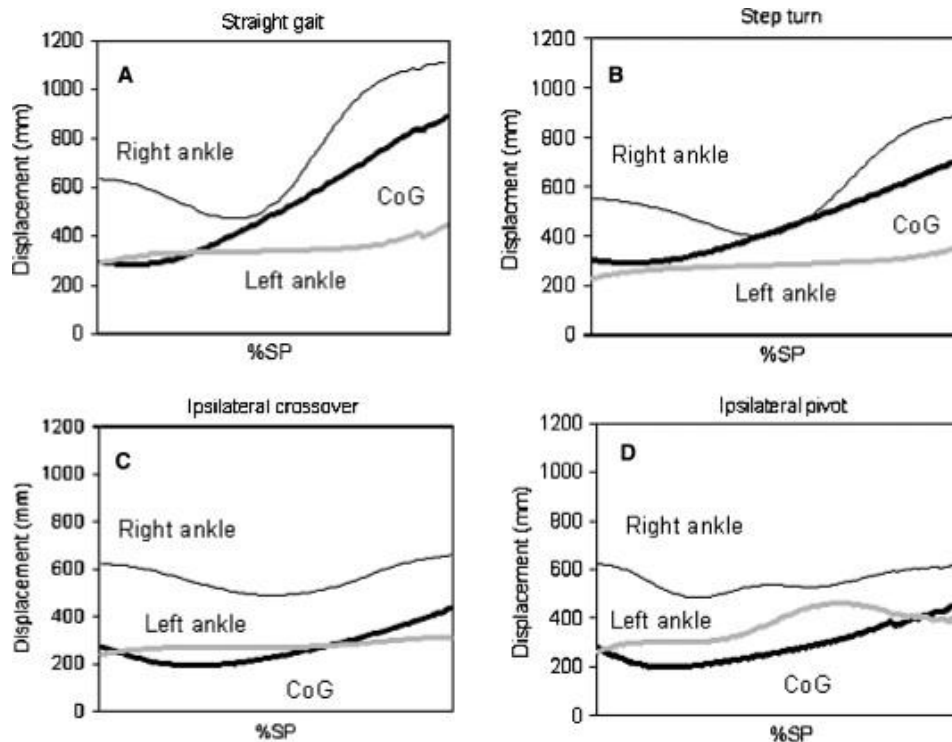 Straight gait
1200
1000
800
600
400
200
0
Displacement (mm)
A
Right ankle
CoG
Left ankle
%SP
Step turn
1200
1000
800
600
400
200
0
Displacment (mm)
B
Right ankle
CoG
Left ankle
%SP
Ipsilateral crossover
1200
1000
800
600
400
200
0
Displacement (mm)
C
Right ankle
Left ankle
CoG
%SP
Ipsilateral pivot
1200
1000
800
600
400
200
0
Displacement (mm)
D
Right ankle
Left ankle
CoG
%SP